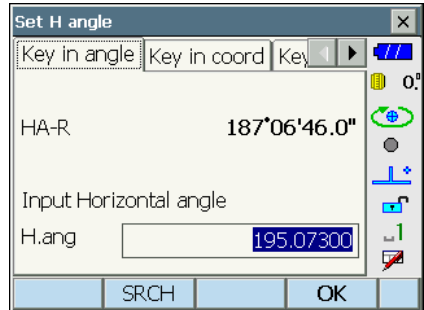 Set H angle
Key in angle Key in coord Key
0."
HA-R 187°06'46.0"
Input Horizontal angle
H.ang 195.07300
1
SRCH OK